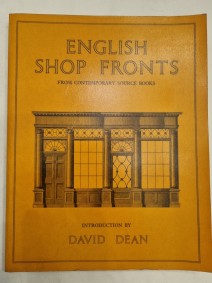 ENGLISH
SHOP FRONTS
FROM CONTEMPORARY SOURCE BOOKS
INTRODUCTION BY
DAVID DEAN